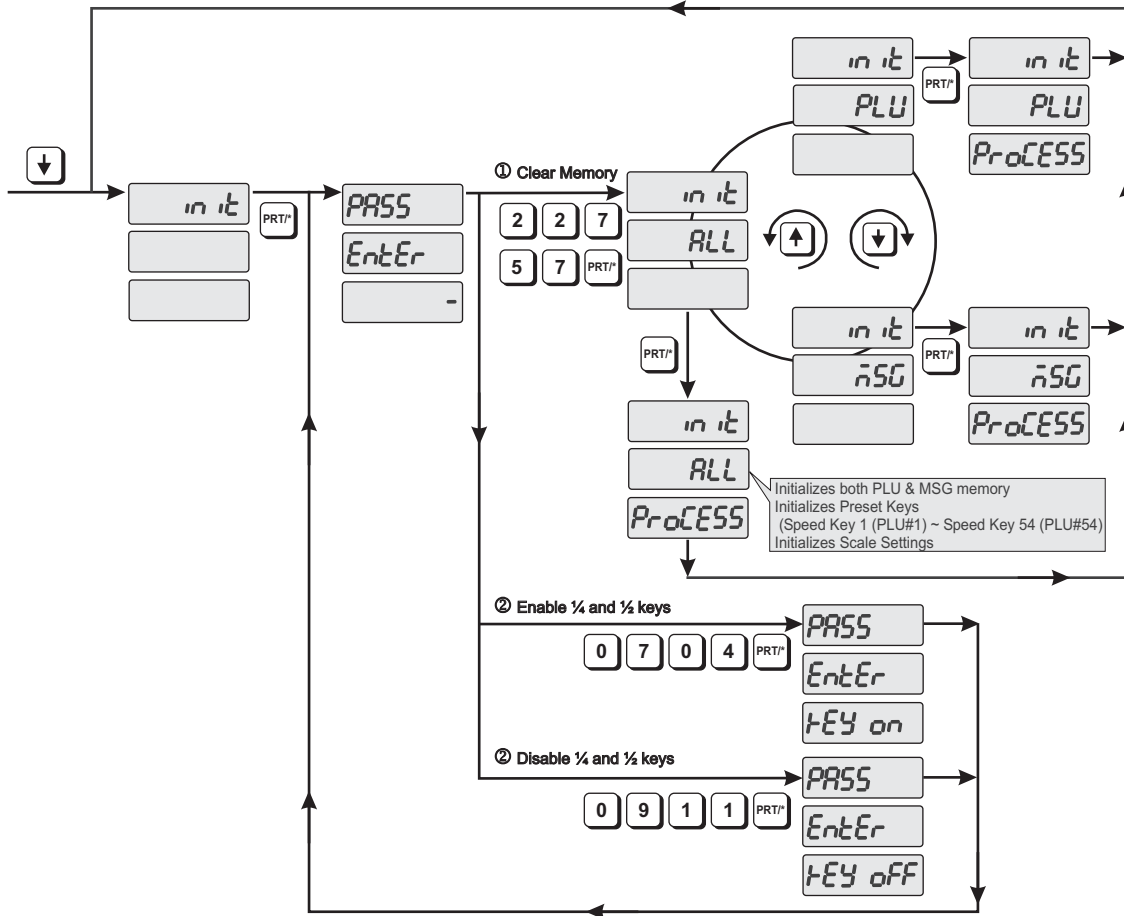 init
PRT/*
PASS
EntEr
-
① Clear Memory
2 2 7
5 7 PRT/*
init
ALL
init
PLU
PRT/*
init
PLU
ProCESS
init
MSG
PRT/*
init
MSG
ProCESS
PRT/*
init
ALL
ProCESS
Initializes both PLU & MSG memory
Initializes Preset Keys
(Speed Key 1 (PLU#1) ~ Speed Key 54 (PLU#54)
Initializes Scale Settings
② Enable ¼ and ½ keys
0 7 0 4 PRT/*
PASS
EntEr
KEY on
② Disable ¼ and ½ keys
0 9 1 1 PRT/*
PASS
EntEr
KEY oFF